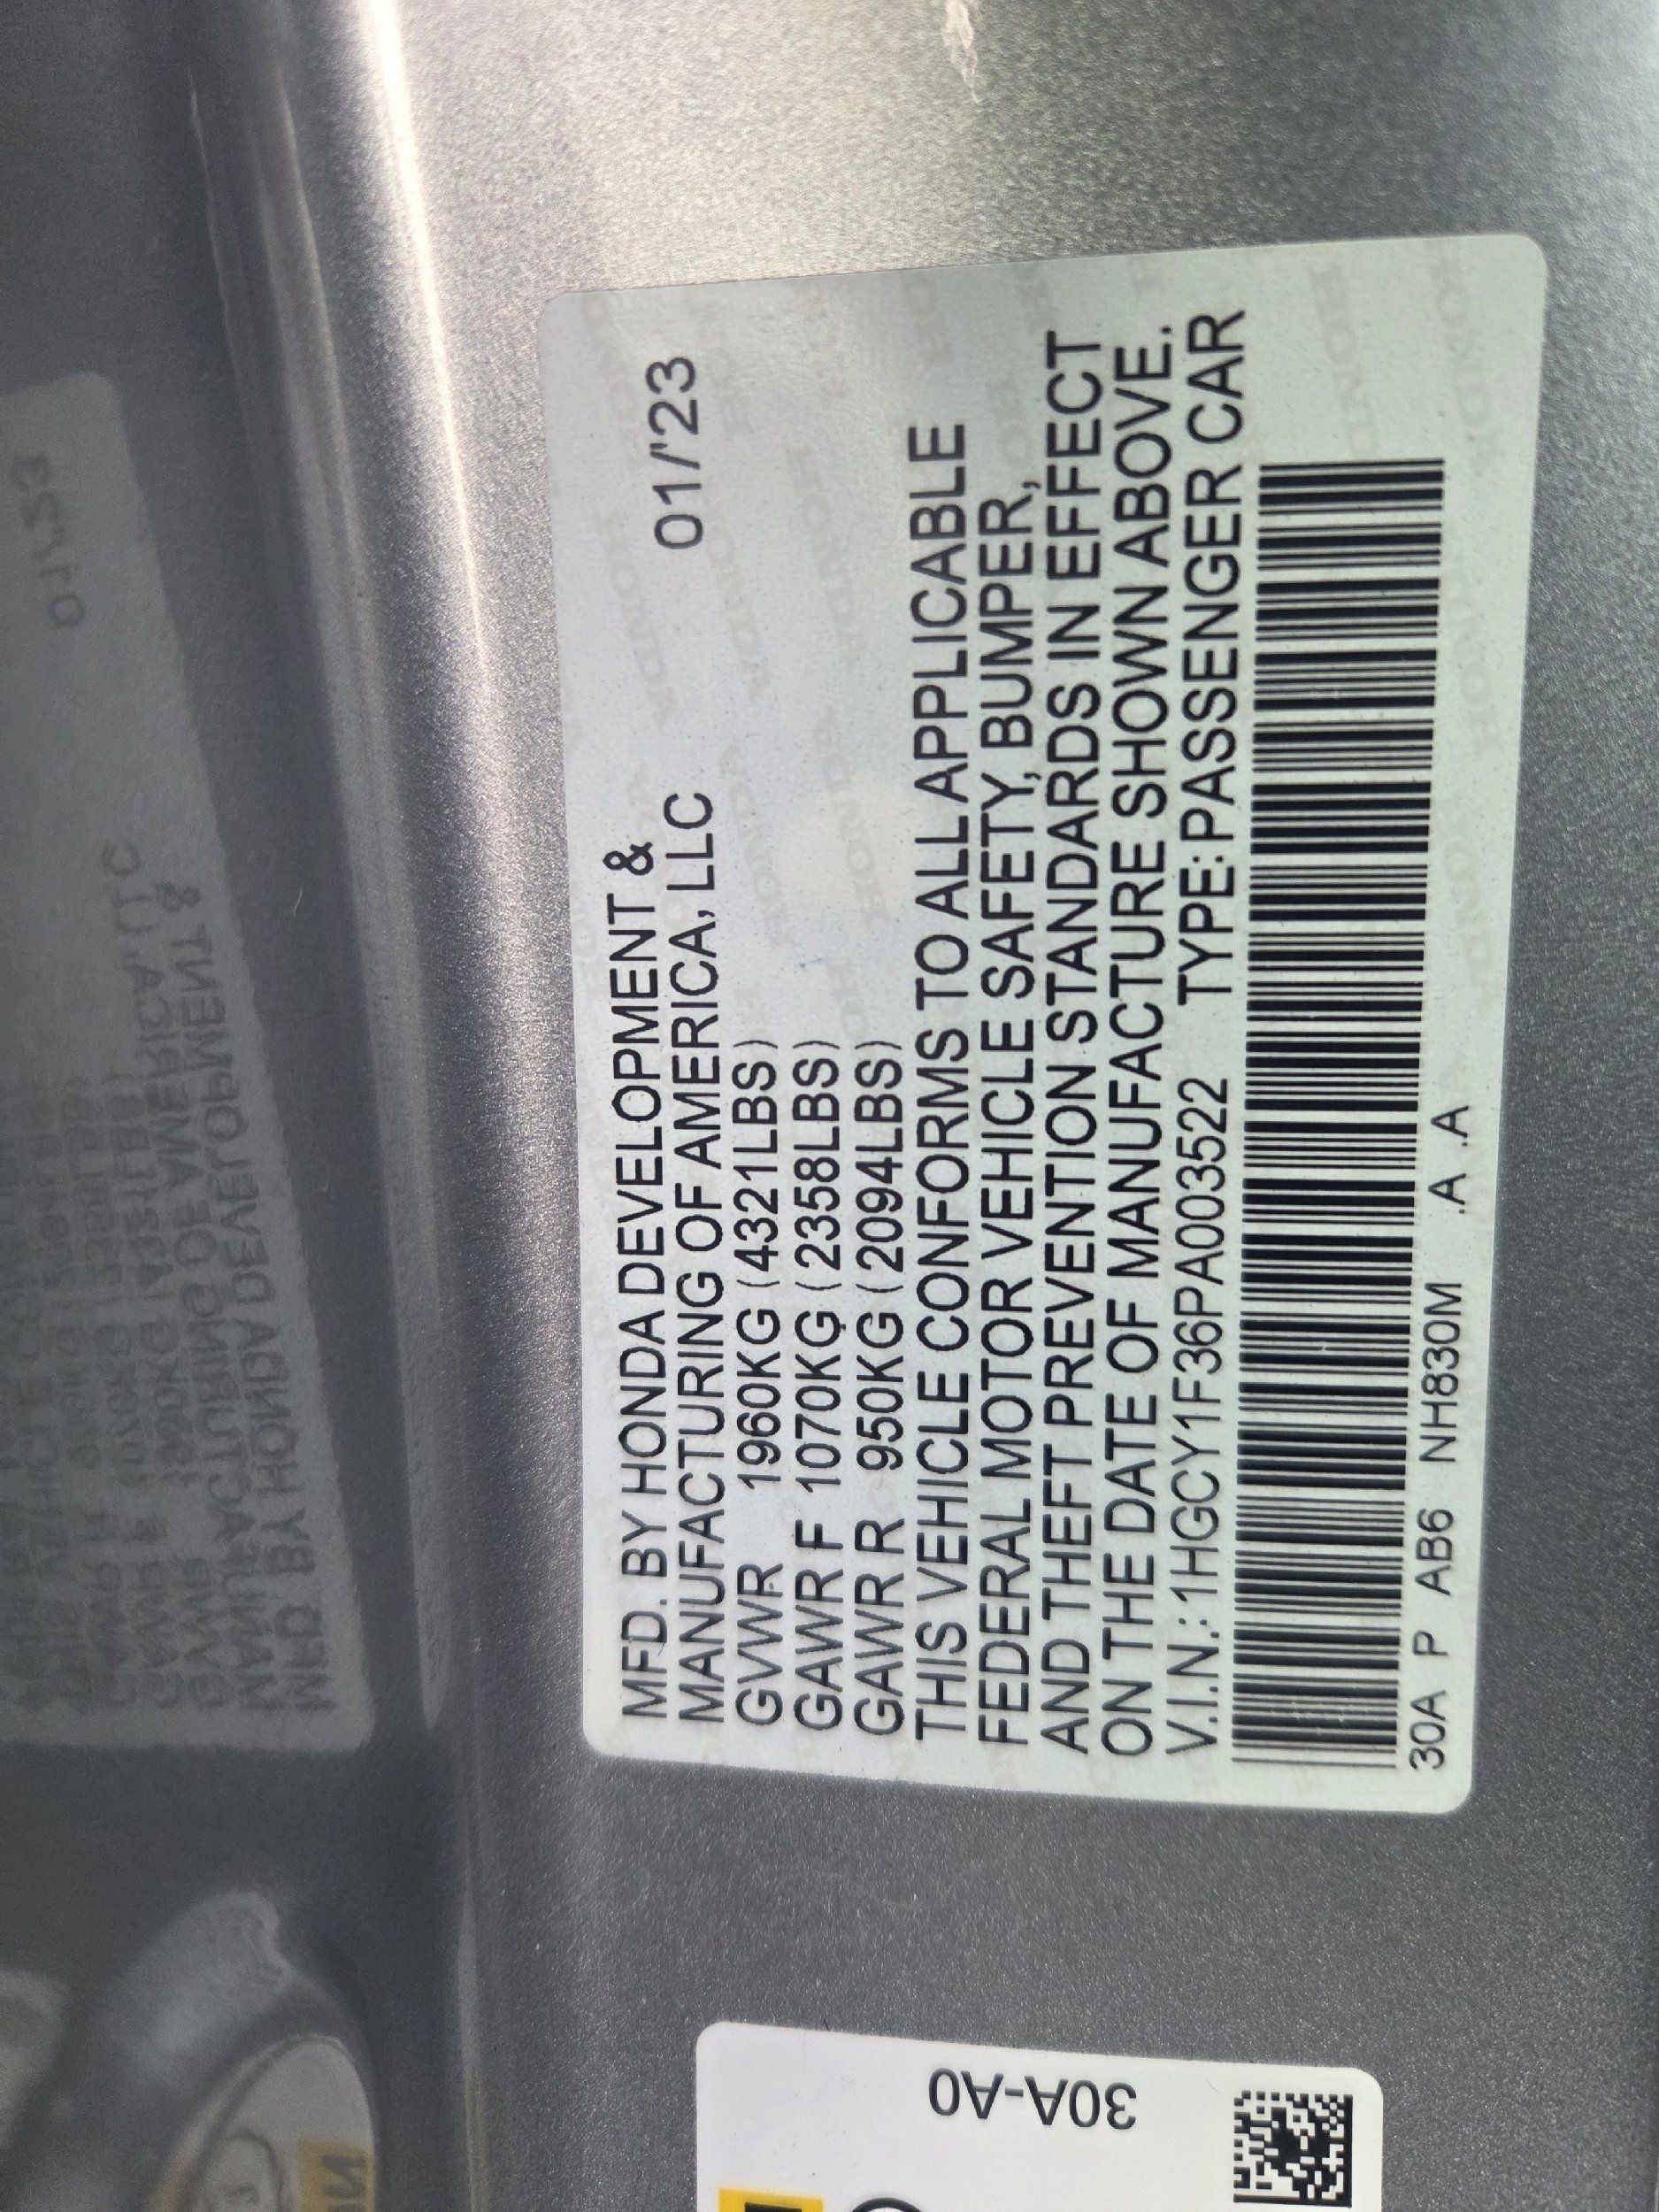 MFD. BY HONDA DEVELOPMENT &
MANUFACTURING OF AMERICA, LLC 01/'23
GVWR 1960KG (4321LBS)
GAWR F 1070KG (2358LBS)
GAWR R 950KG (2094LBS)
THIS VEHICLE CONFORMS TO ALL APPLICABLE
FEDERAL MOTOR VEHICLE SAFETY, BUMPER,
AND THEFT PREVENTION STANDARDS IN EFFECT
ON THE DATE OF MANUFACTURE SHOWN ABOVE.
V.I.N.: 1HGCY1F36PA003522 TYPE: PASSENGER CAR
30A P AB6 NH830M .A .A
30A-A0